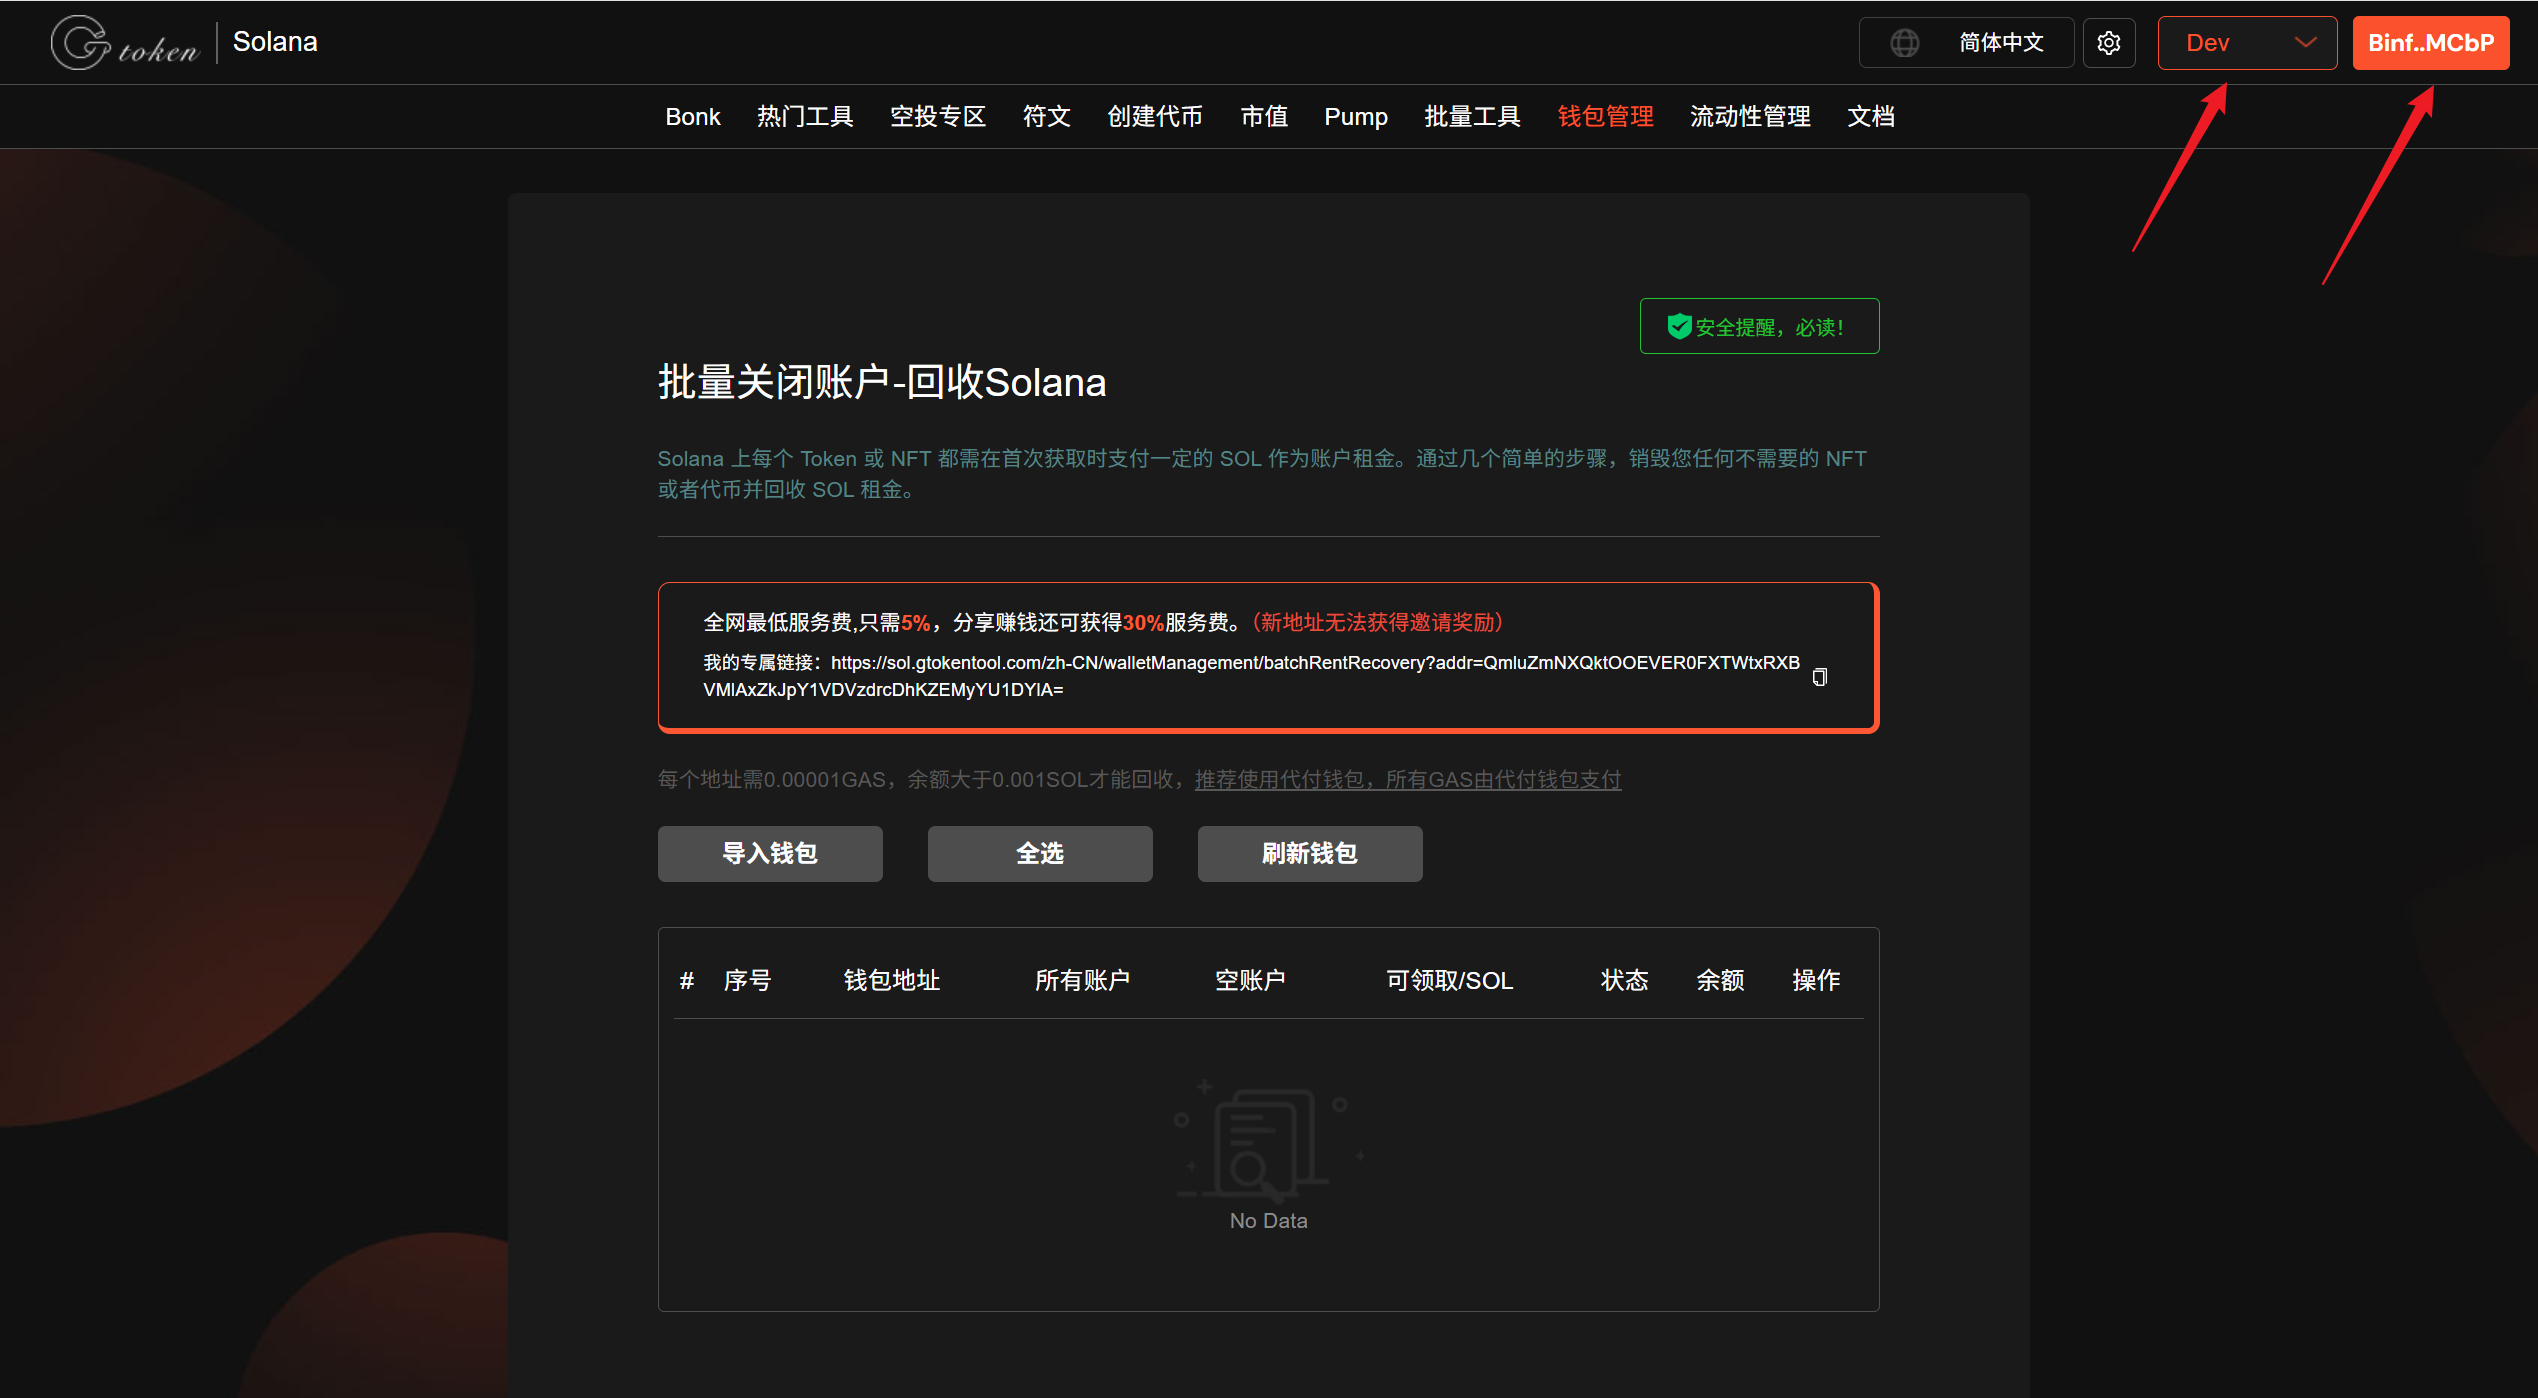 Gtoken
Solana
简体中文
Dev
Binf..MCbP
Bonk 热门工具 空投专区 符文 创建代币 市值 Pump 批量工具 钱包管理 流动性管理 文档
安全提醒，必读！
批量关闭账户-回收Solana
Solana 上每个 Token 或 NFT 都需在首次获取时支付一定的 SOL 作为账户租金。通过几个简单的步骤，销毁您任何不需要的 NFT
或者代币并回收 SOL 租金。
全网最低服务费,只需5%，分享赚钱还可获得30%服务费。（新地址无法获得邀请奖励）
我的专属链接：https://sol.gtokentool.com/zh-CN/walletManagement/batchRentRecovery?addr=QmluZmNXQktOOEVER0FXTWtxRXB
VMlAxZkJpY1VDVzdrcDhKZEMyYU1DYlA=
每个地址需0.00001GAS，余额大于0.001SOL才能回收，推荐使用代付钱包，所有GAS由代付钱包支付
导入钱包 全选 刷新钱包
# 序号 钱包地址 所有账户 空账户 可领取/SOL 状态 余额 操作
No Data